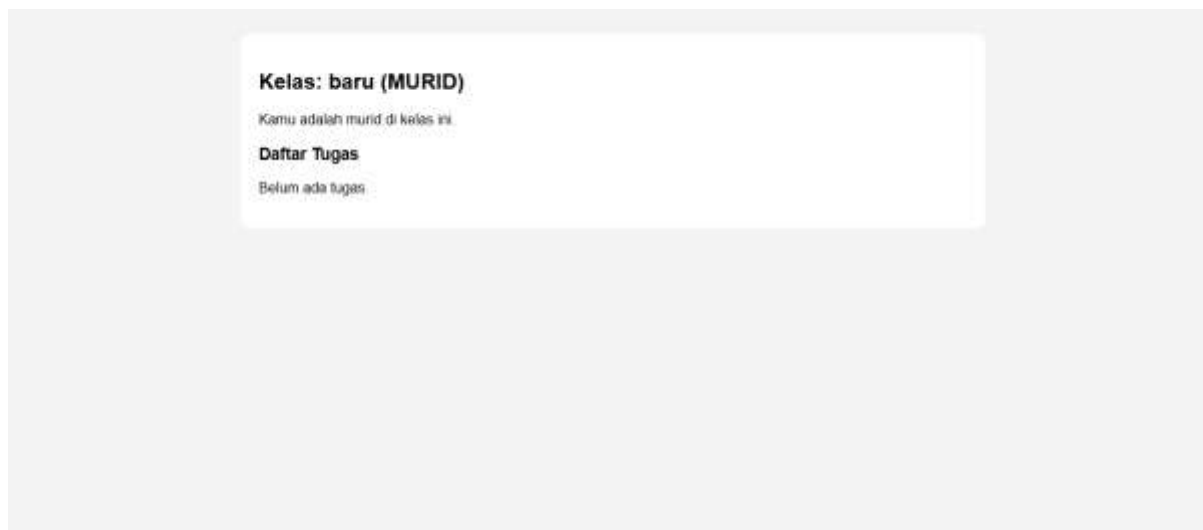 Kelas: baru (MURID)
Kamu adalah murid di kelas ini.
Daftar Tugas
Belum ada tugas.